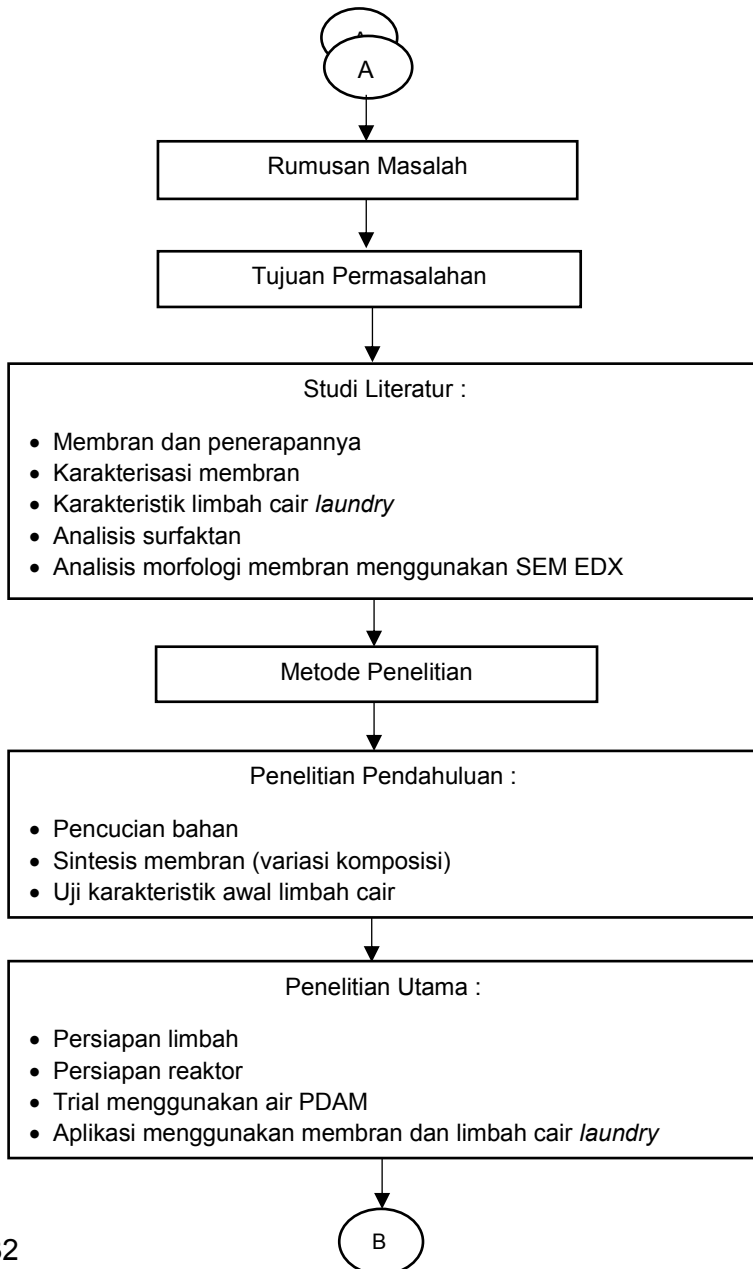 A
Rumusan Masalah
Tujuan Permasalahan
Studi Literatur :
• Membran dan penerapannya
• Karakterisasi membran
• Karakteristik limbah cair laundry
• Analisis surfaktan
• Analisis morfologi membran menggunakan SEM EDX
Metode Penelitian
Penelitian Pendahuluan :
• Pencucian bahan
• Sintesis membran (variasi komposisi)
• Uji karakteristik awal limbah cair
Penelitian Utama :
• Persiapan limbah
• Persiapan reaktor
• Trial menggunakan air PDAM
• Aplikasi menggunakan membran dan limbah cair laundry
B